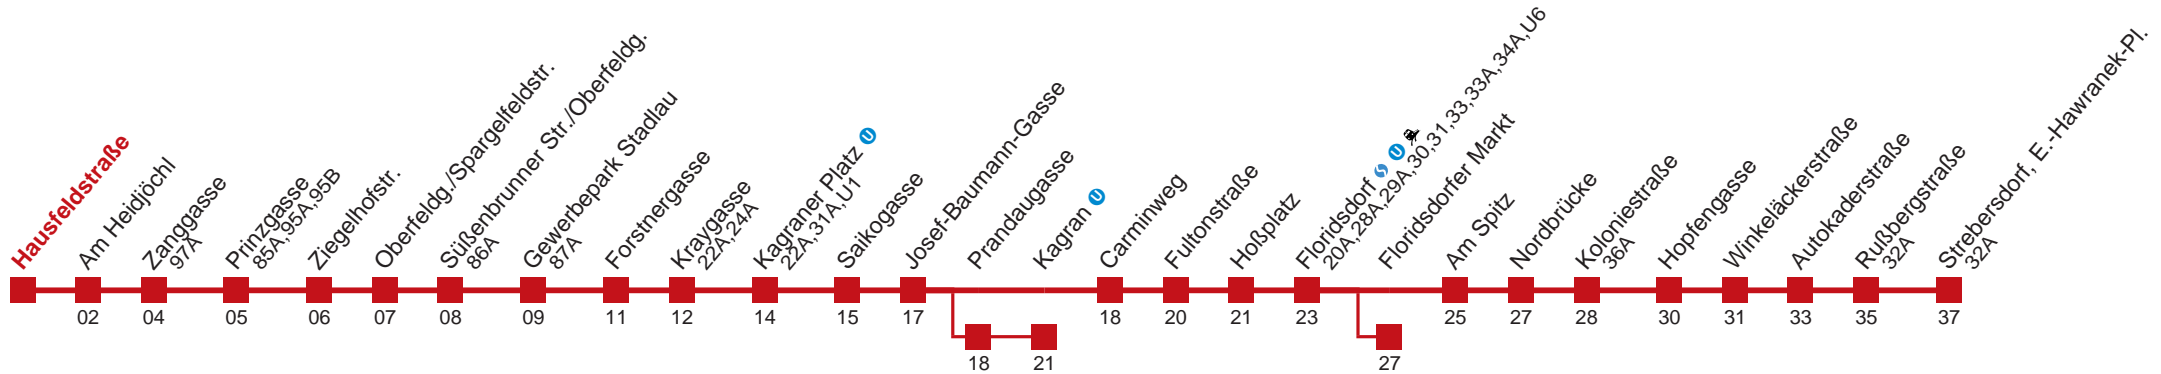 Hausfeldstraße
Am Heidjöchl
Zanggasse
97A
Prinzgasse
85A,95A,95B
Ziegelhofstr.
Oberfeldg./Spargelfeldstr.
Süßenbrunner Str./Oberfeldg.
86A
Gewerbepark Stadlau
87A
Forstnergasse
Kraygasse
22A,24A
Kagraner Platz U
22A,31A,U1
Saikogasse
Josef-Baumann-Gasse
Prandaugasse
Kagran U
Carminweg
Fultonstraße
Hoßplatz
Floridsdorf S U
20A,28A,29A,30,31,33,33A,34A,U6
Floridsdorfer Markt
Am Spitz
Nordbrücke
Koloniestraße
36A
Hopfengasse
Winkeläckerstraße
Autokaderstraße
Rußbergstraße
32A
Strebersdorf, E.-Hawranek-Pl.
32A
02 04 05 06 07 08 09 11 12 14 15 17 18 20 21 23 25 27 28 30 31 33 35 37
18 21 27